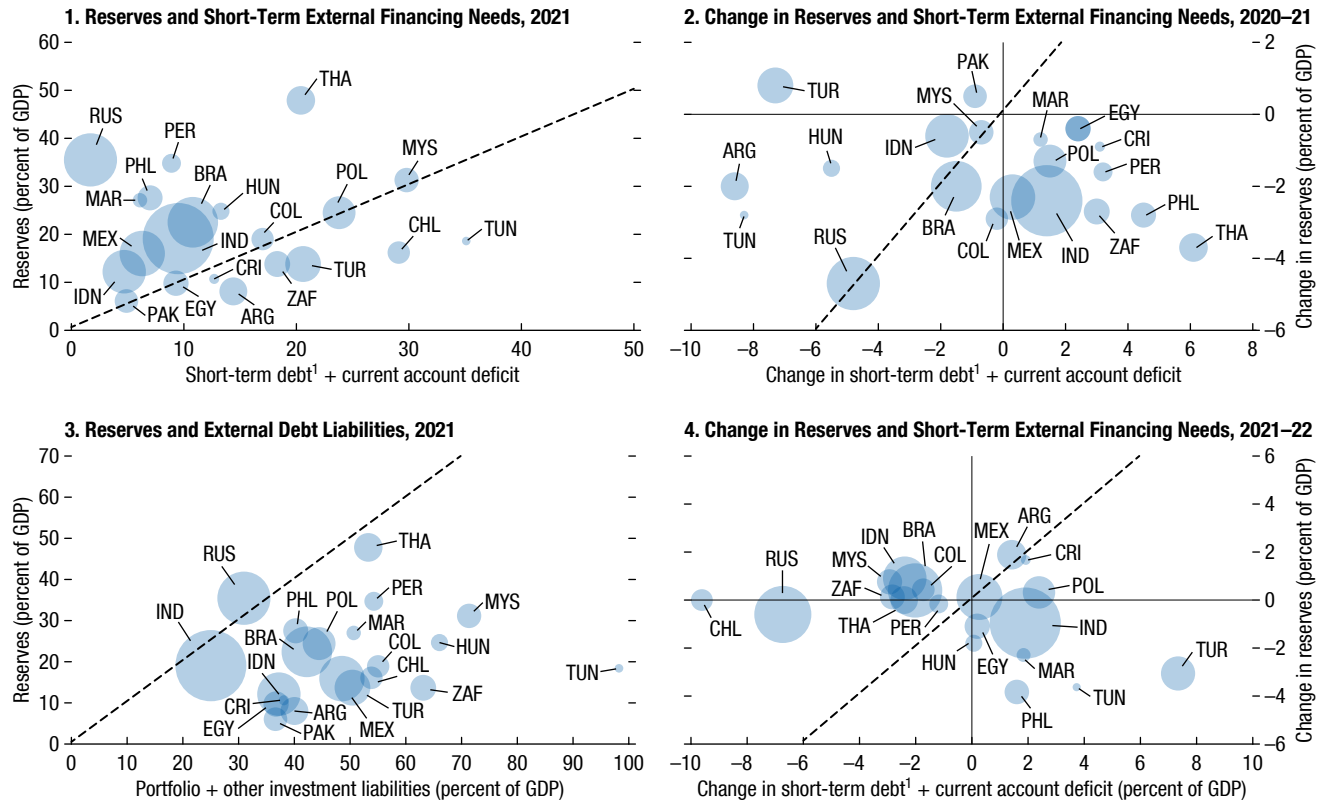 1. Reserves and Short-Term External Financing Needs, 2021
Reserves (percent of GDP)
60
50
40
30
20
10
0
THA
RUS
PER
PHL
MAR
BRA
HUN
COL
POL
MYS
MEX
IND
CHL
TUN
IDN
CRI
TUR
PAK
EGY
ARG
ZAF
0 10 20 30 40 50
Short-term debt¹ + current account deficit
2. Change in Reserves and Short-Term External Financing Needs, 2020–21
Change in reserves (percent of GDP)
2
0
–2
–4
–6
PAK
TUR
MYS
MAR
EGY
HUN
IDN
CRI
ARG
POL
PER
PHL
TUN
BRA
RUS
COL
MEX
IND
ZAF
THA
–10 –8 –6 –4 –2 0 2 4 6 8
Change in short-term debt¹ + current account deficit
3. Reserves and External Debt Liabilities, 2021
Reserves (percent of GDP)
70
60
50
40
30
20
10
0
THA
RUS
IND
PHL
POL
PER
MYS
MAR
BRA
COL
HUN
IDN
CHL
TUN
CRI
ARG
TUR
ZAF
EGY
PAK
MEX
0 10 20 30 40 50 60 70 80 90 100
Portfolio + other investment liabilities (percent of GDP)
4. Change in Reserves and Short-Term External Financing Needs, 2021–22
Change in reserves (percent of GDP)
6
4
2
0
–2
–4
–6
ARG
IDN
BRA
MEX
RUS
MYS
COL
CRI
ZAF
POL
CHL
THA
PER
IND
HUN
EGY
MAR
TUR
TUN
PHL
–10 –8 –6 –4 –2 0 2 4 6 8 10
Change in short-term debt¹ + current account deficit (percent of GDP)